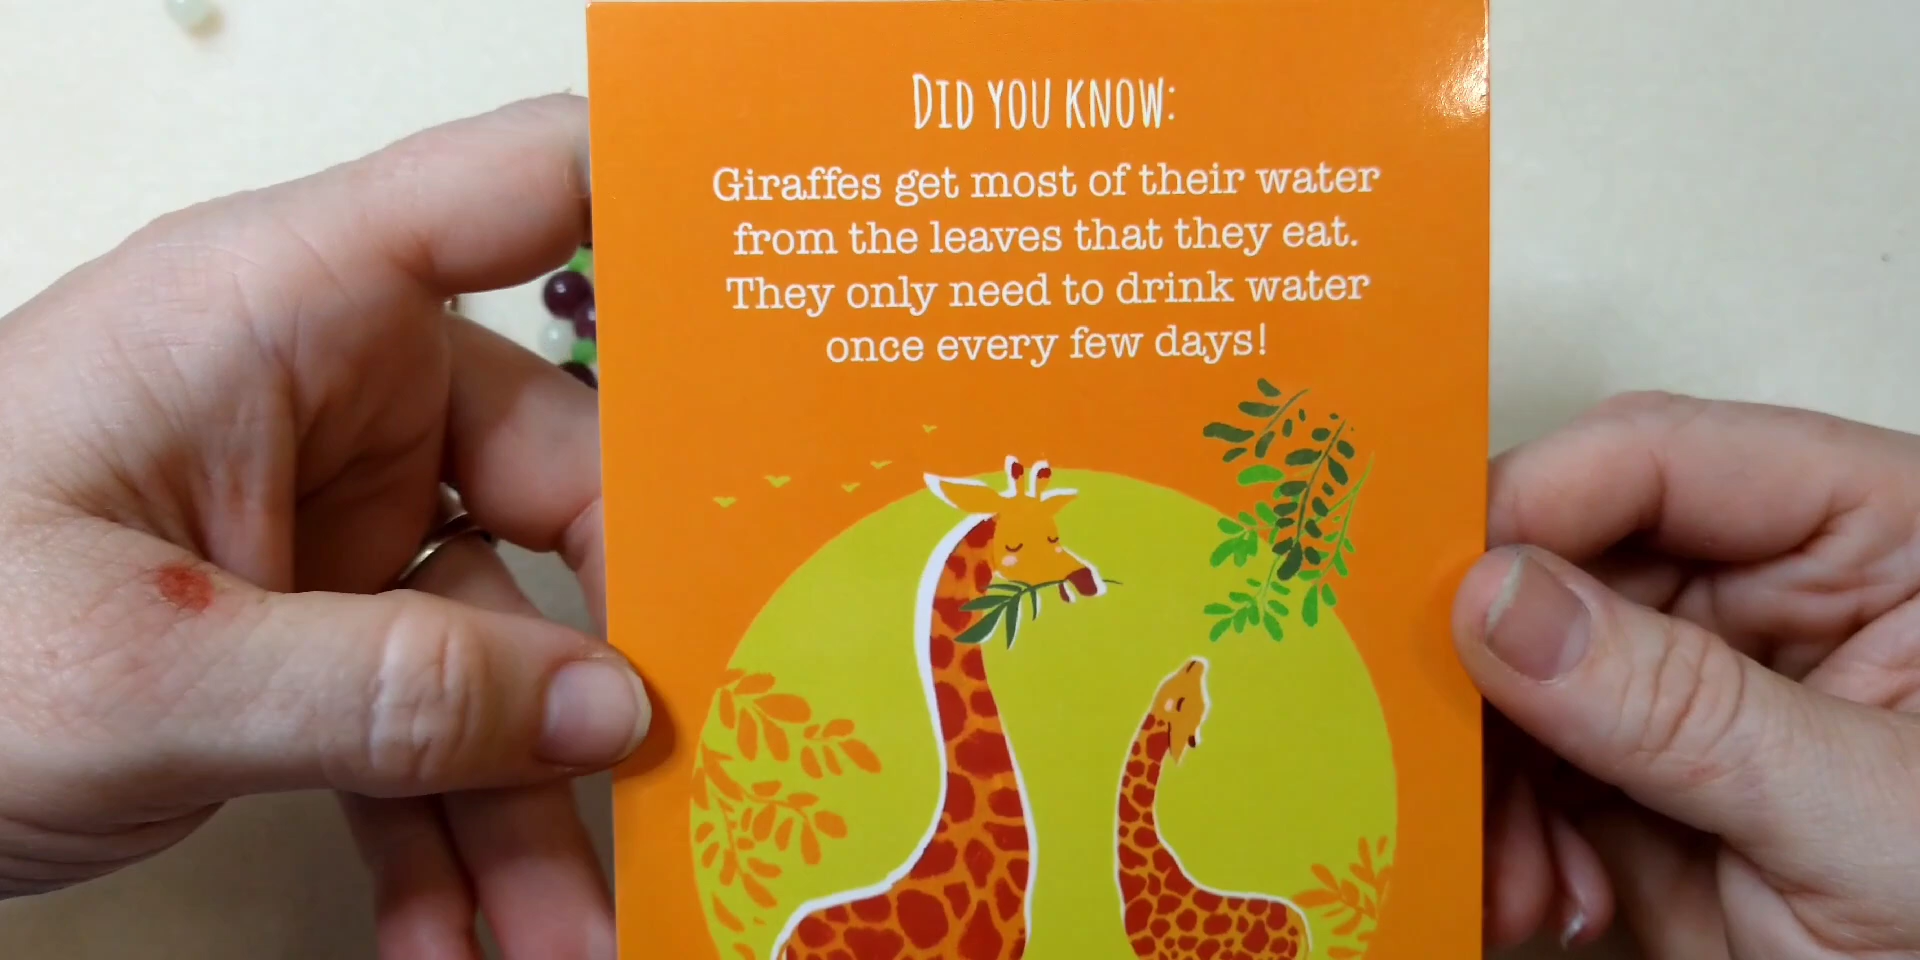 DID YOU KNOW:
Giraffes get most of their water
from the leaves that they eat.
They only need to drink water
once every few days!